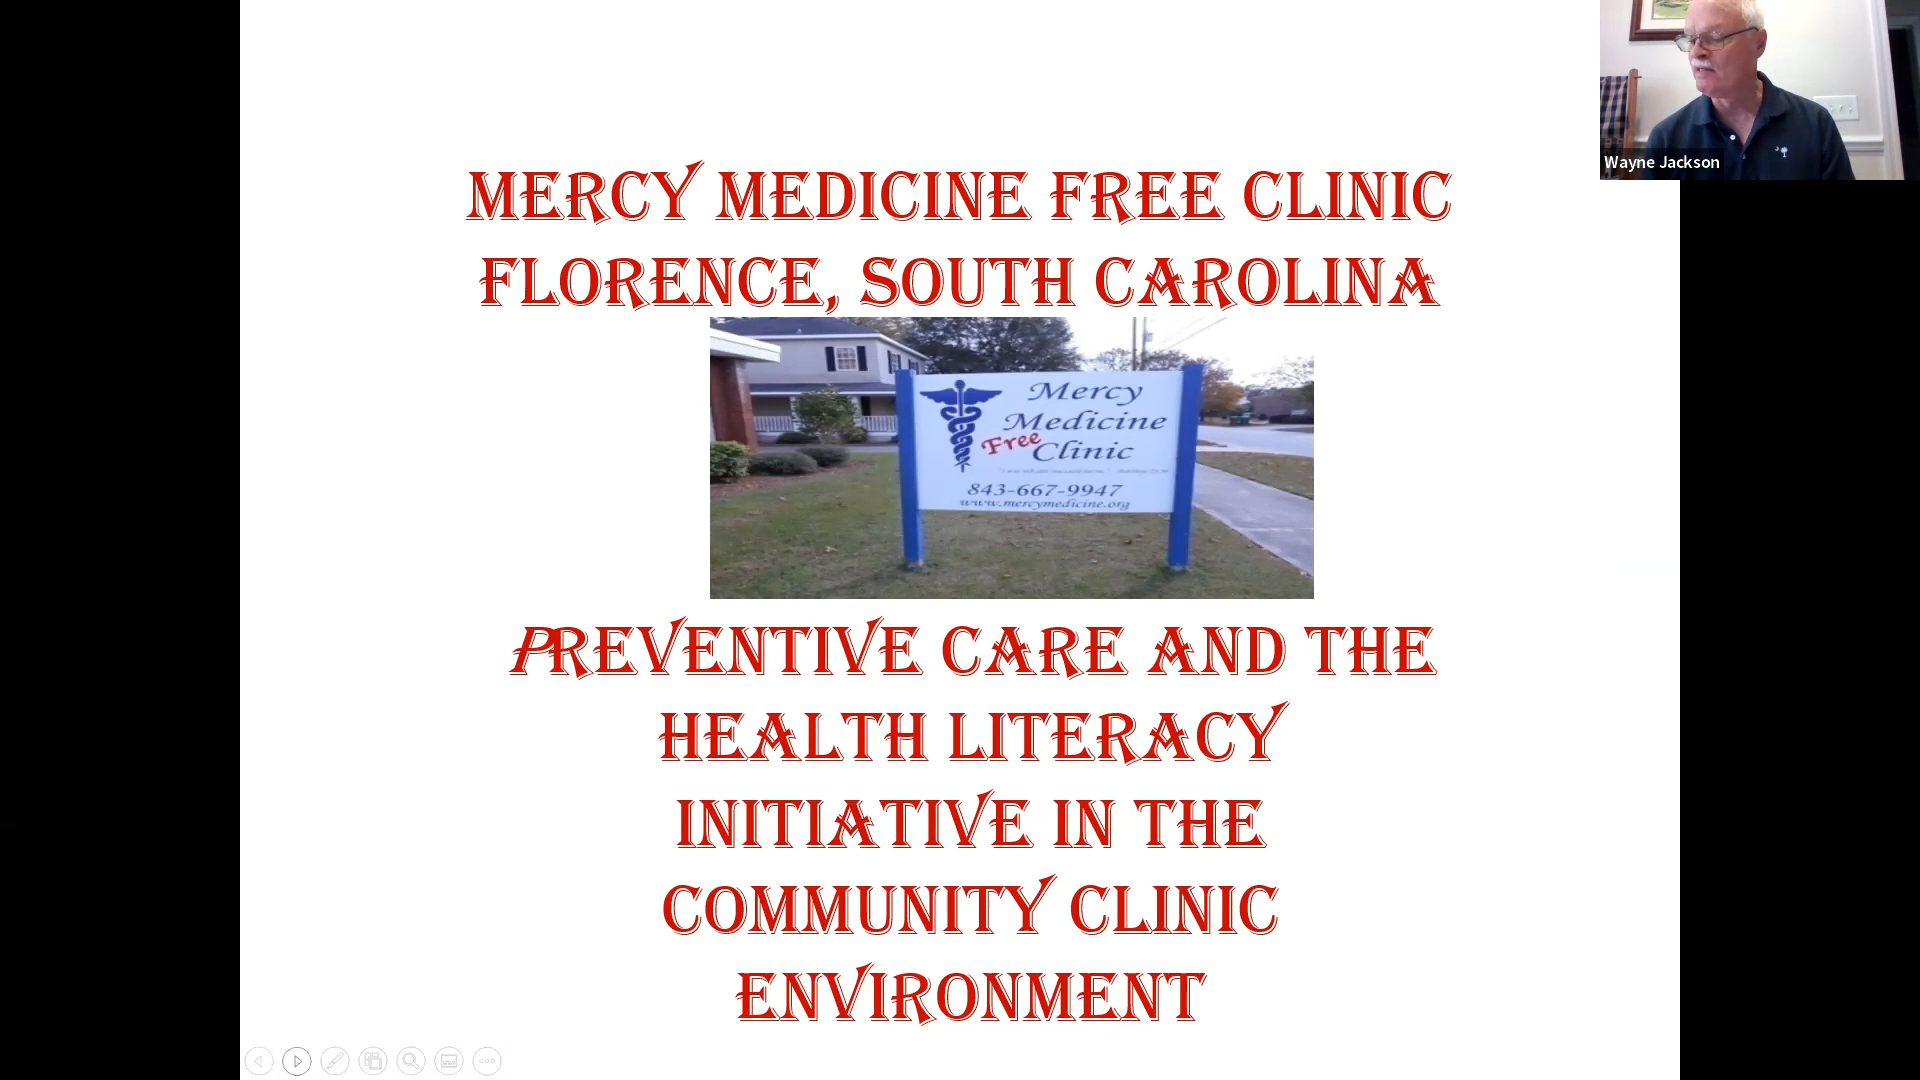 MERCY MEDICINE FREE CLINIC
FLORENCE, SOUTH CAROLINA
Mercy
Medicine
Free Clinic
843-667-9947
www.mercymedicine.org
PREVENTIVE CARE AND THE
HEALTH LITERACY
INITIATIVE IN THE
COMMUNITY CLINIC
ENVIRONMENT
Wayne Jackson